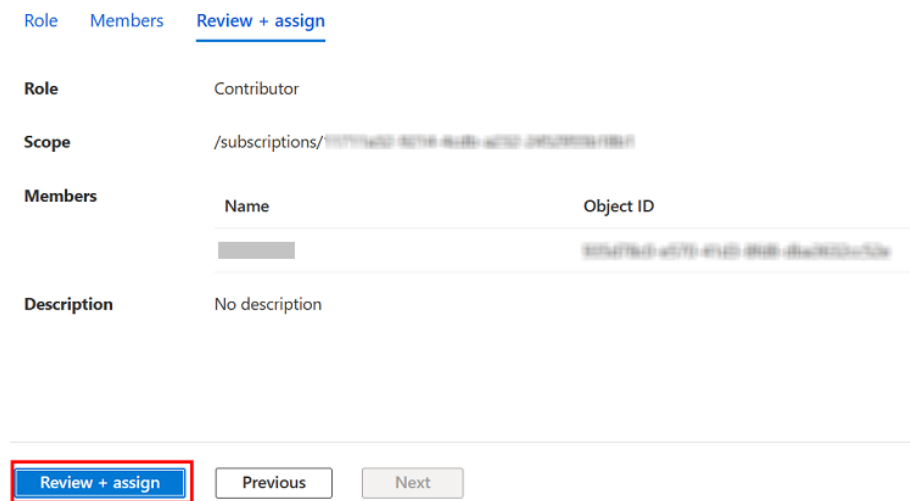 Role Members Review + assign
Role Contributor
Scope /subscriptions/
Members
Name Object ID
Description No description
Review + assign Previous Next